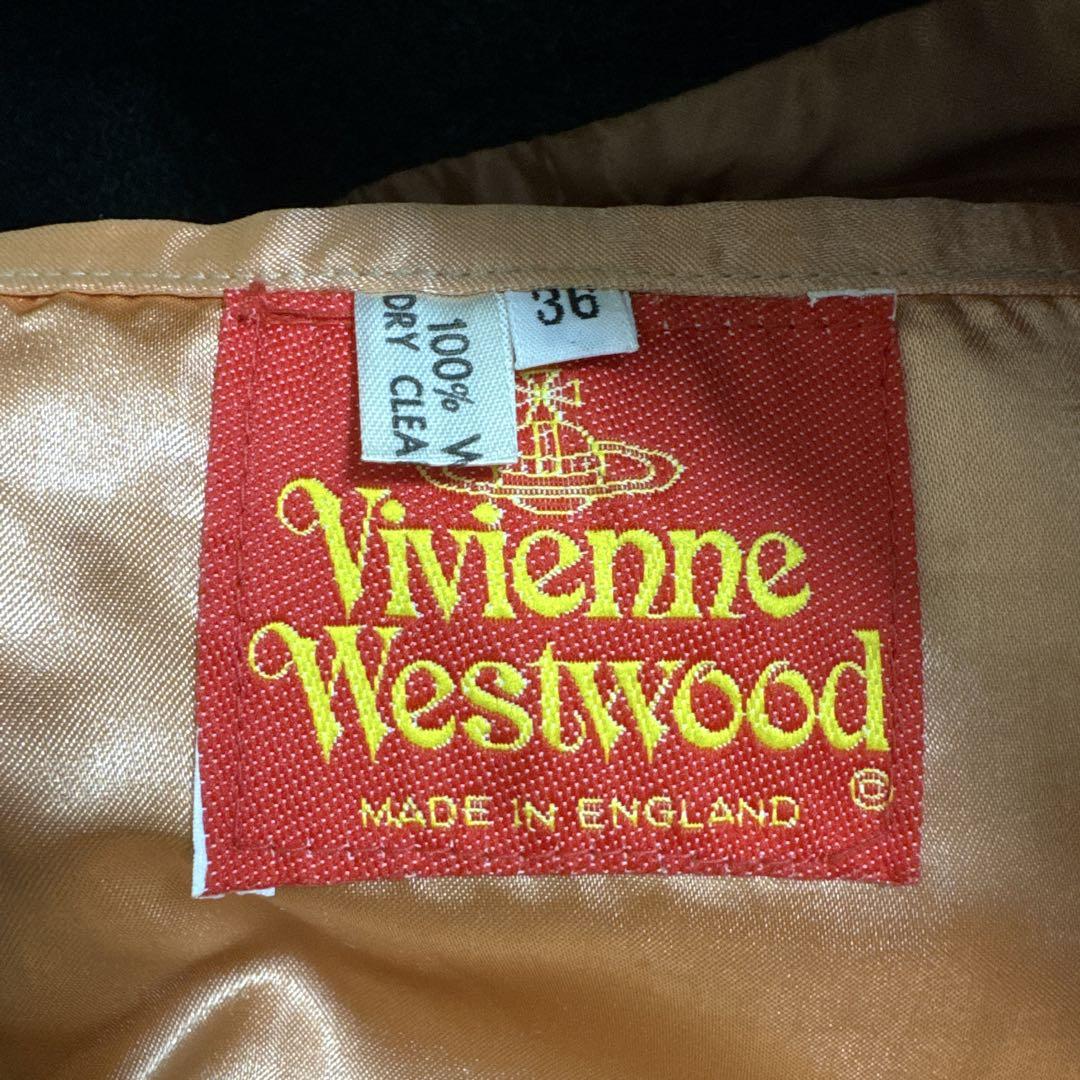 36
100%
DRY CLEA
Vivienne
Westwood
©
MADE IN ENGLAND